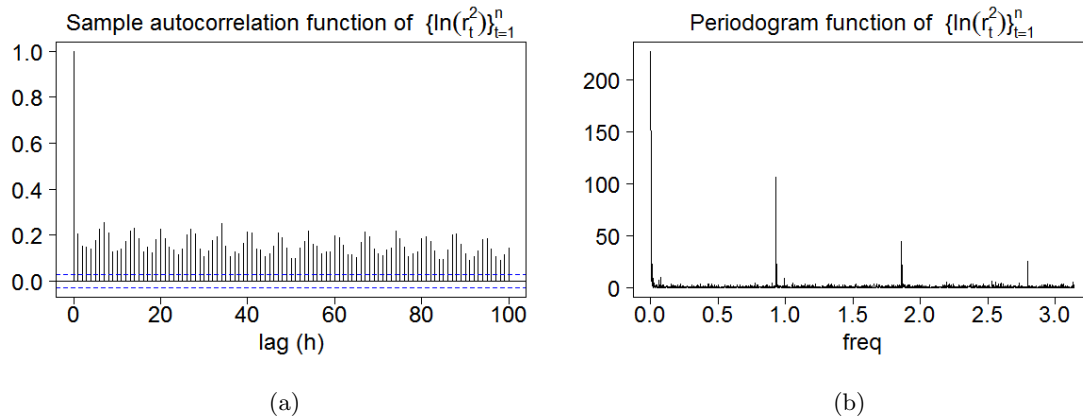 Sample autocorrelation function of {ln(r_t^2)}_{t=1}^n
1.0
0.8
0.6
0.4
0.2
0.0
0 20 40 60 80 100
lag (h)
(a)
Periodogram function of {ln(r_t^2)}_{t=1}^n
200
150
100
50
0
0.0 0.5 1.0 1.5 2.0 2.5 3.0
freq
(b)